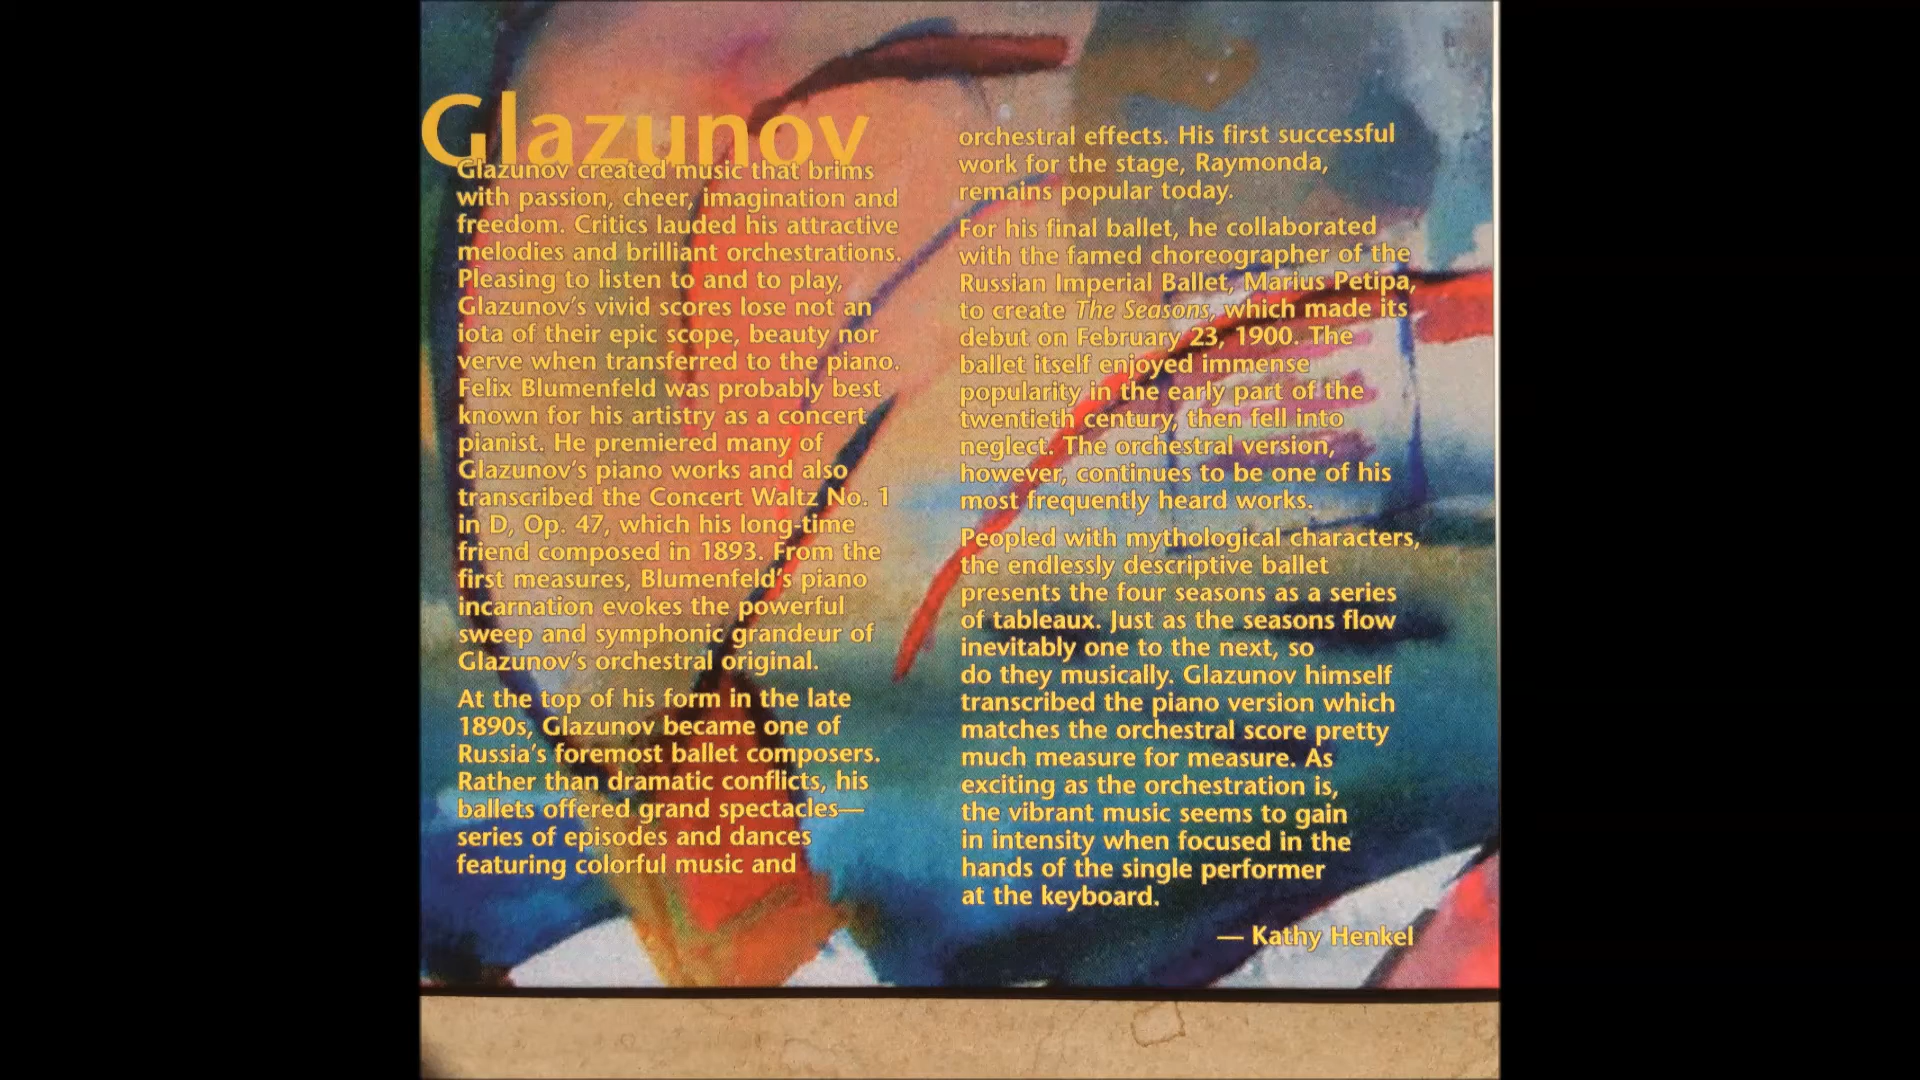 Glazunov
Glazunov created music that brims
with passion, cheer, imagination and
freedom. Critics lauded his attractive
melodies and brilliant orchestrations.
Pleasing to listen to and to play,
Glazunov's vivid scores lose not an
iota of their epic scope, beauty nor
verve when transferred to the piano.
Felix Blumenfeld was probably best
known for his artistry as a concert
pianist. He premiered many of
Glazunov's piano works and also
transcribed the Concert Waltz No. 1
in D, Op. 47, which his long-time
friend composed in 1893. From the
first measures, Blumenfeld's piano
incarnation evokes the powerful
sweep and symphonic grandeur of
Glazunov's orchestral original.
At the top of his form in the late
1890s, Glazunov became one of
Russia's foremost ballet composers.
Rather than dramatic conflicts, his
ballets offered grand spectacles—
series of episodes and dances
featuring colorful music and
orchestral effects. His first successful
work for the stage, Raymonda,
remains popular today.
For his final ballet, he collaborated
with the famed choreographer of the
Russian Imperial Ballet, Marius Petipa,
to create The Seasons, which made its
debut on February 23, 1900. The
ballet itself enjoyed immense
popularity in the early part of the
twentieth century, then fell into
neglect. The orchestral version,
however, continues to be one of his
most frequently heard works.
Peopled with mythological characters,
the endlessly descriptive ballet
presents the four seasons as a series
of tableaux. Just as the seasons flow
inevitably one to the next, so
do they musically. Glazunov himself
transcribed the piano version which
matches the orchestral score pretty
much measure for measure. As
exciting as the orchestration is,
the vibrant music seems to gain
in intensity when focused in the
hands of the single performer
at the keyboard.
— Kathy Henkel